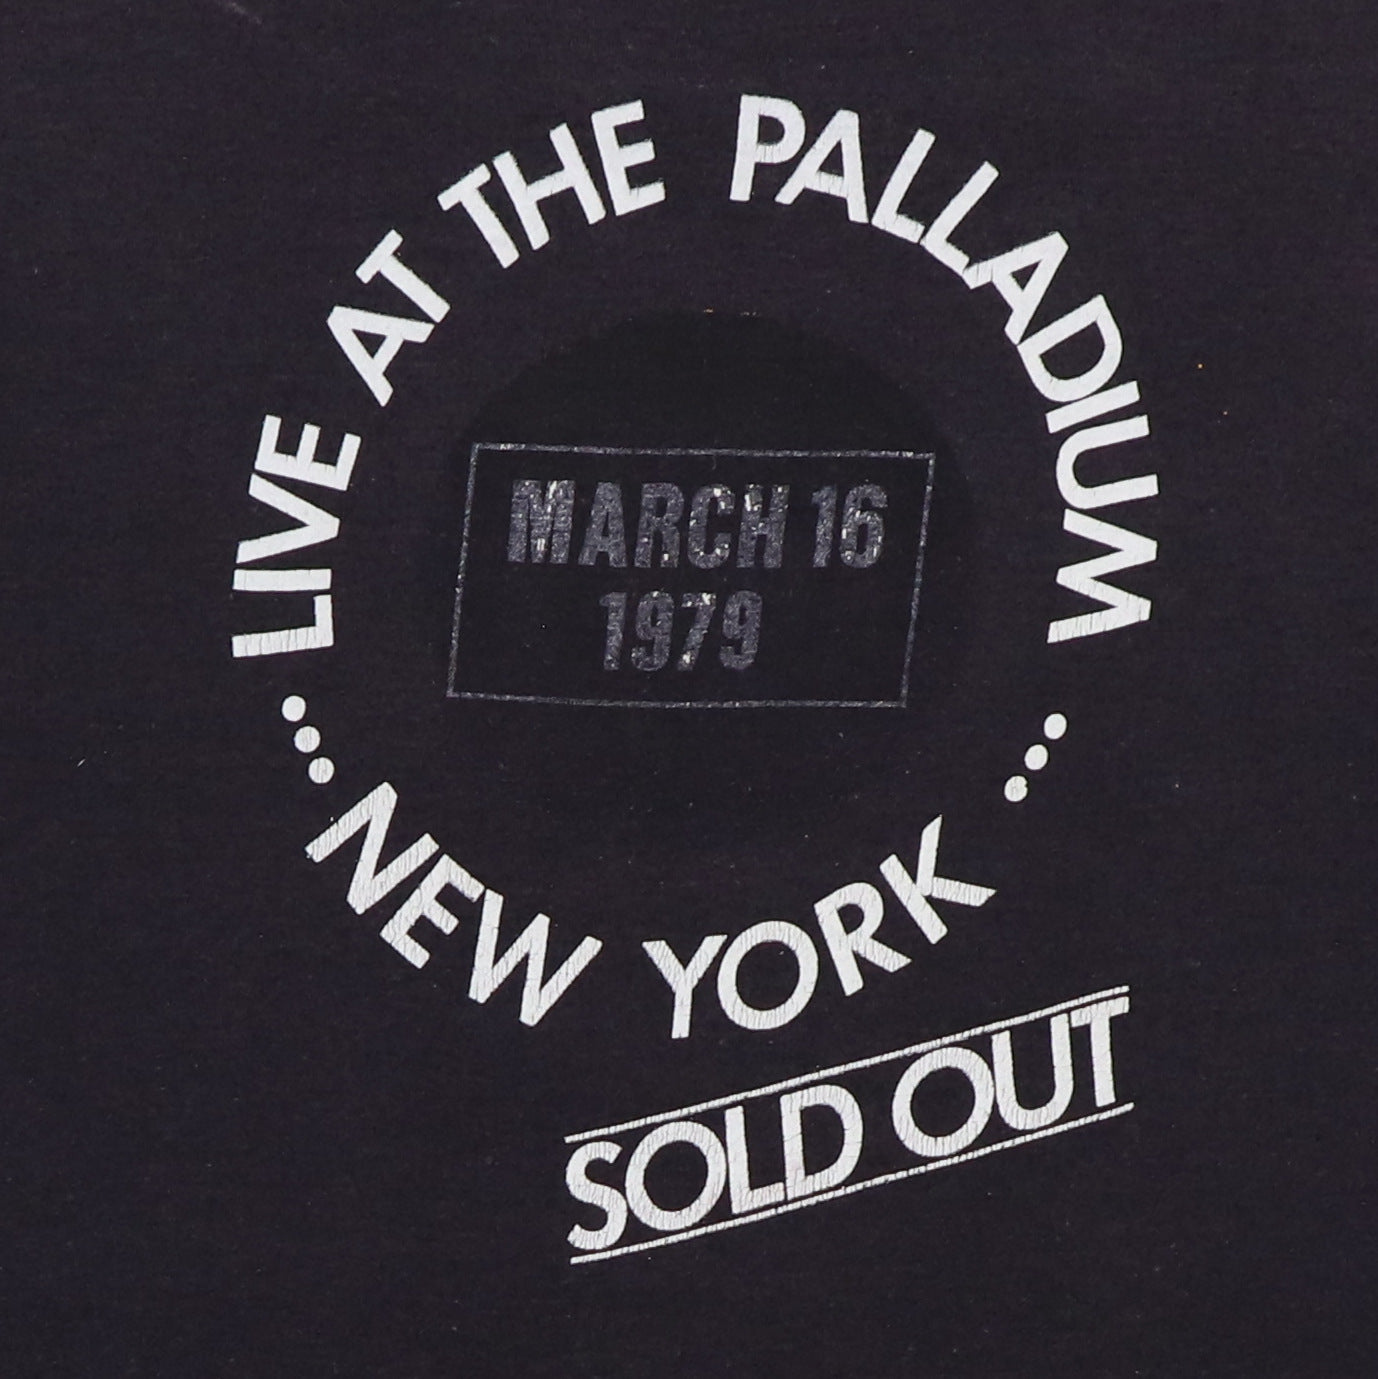 LIVE AT THE PALLADIUM
MARCH 16
1979
...NEW YORK...
SOLD OUT